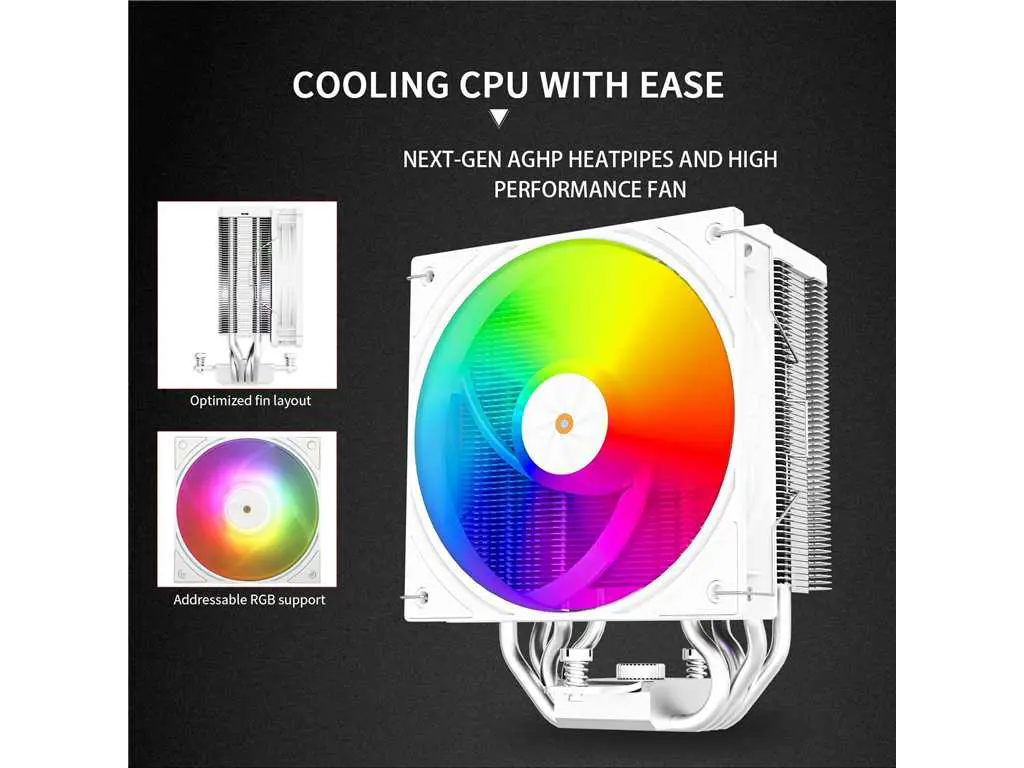 COOLING CPU WITH EASE
NEXT-GEN AGHP HEATPIPES AND HIGH
PERFORMANCE FAN
Optimized fin layout
Addressable RGB support